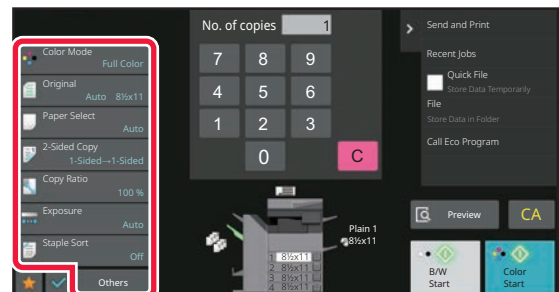 No. of copies 1
7 8 9
4 5 6
1 2 3
0 C
Color Mode
Full Color
Original
Auto 8½x11
Paper Select
Auto
2-Sided Copy
1-Sided→1-Sided
Copy Ratio
100 %
Exposure
Auto
Staple Sort
Off
Others
Plain 1
8½x11
1 8½x11
2 8½x11
3 8½x11
4 8½x11
Send and Print
Recent Jobs
Quick File
Store Data Temporarily
File
Store Data in Folder
Call Eco Program
Preview
CA
B/W
Start
Color
Start